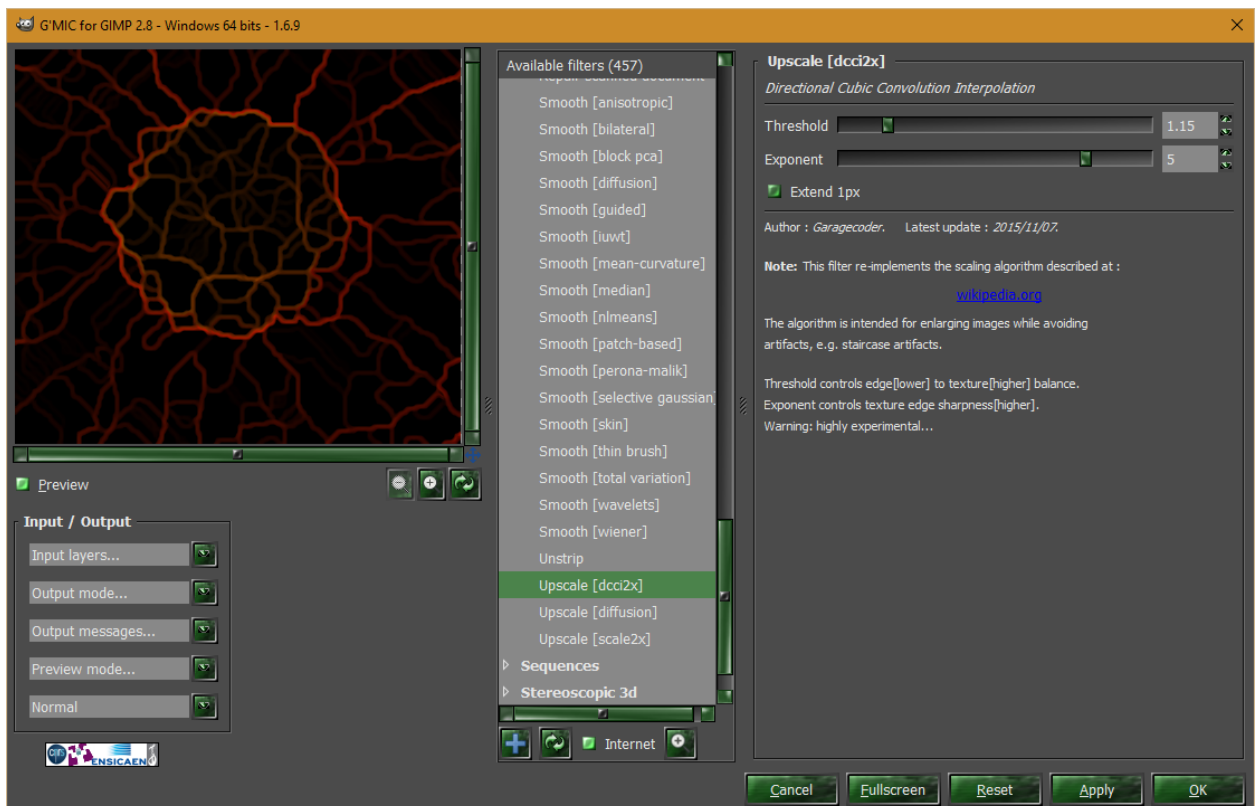 G'MIC for GIMP 2.8 - Windows 64 bits - 1.6.9
Preview
Input / Output
Input layers...
Output mode...
Output messages...
Preview mode...
Normal
ENSICAEN
Available filters (457)
Repair scanned document
Smooth [anisotropic]
Smooth [bilateral]
Smooth [block pca]
Smooth [diffusion]
Smooth [guided]
Smooth [iuwt]
Smooth [mean-curvature]
Smooth [median]
Smooth [nlmeans]
Smooth [patch-based]
Smooth [perona-malik]
Smooth [selective gaussian]
Smooth [skin]
Smooth [thin brush]
Smooth [total variation]
Smooth [wavelets]
Smooth [wiener]
Unstrip
Upscale [dcci2x]
Upscale [diffusion]
Upscale [scale2x]
Sequences
Stereoscopic 3d
Internet
Upscale [dcci2x]
Directional Cubic Convolution Interpolation
Threshold 1.15
Exponent 5
Extend 1px
Author : Garagecoder. Latest update : 2015/11/07.
Note: This filter re-implements the scaling algorithm described at :
wikipedia.org
The algorithm is intended for enlarging images while avoiding
artifacts, e.g. staircase artifacts.
Threshold controls edge[lower] to texture[higher] balance.
Exponent controls texture edge sharpness[higher].
Warning: highly experimental...
Cancel Fullscreen Reset Apply OK